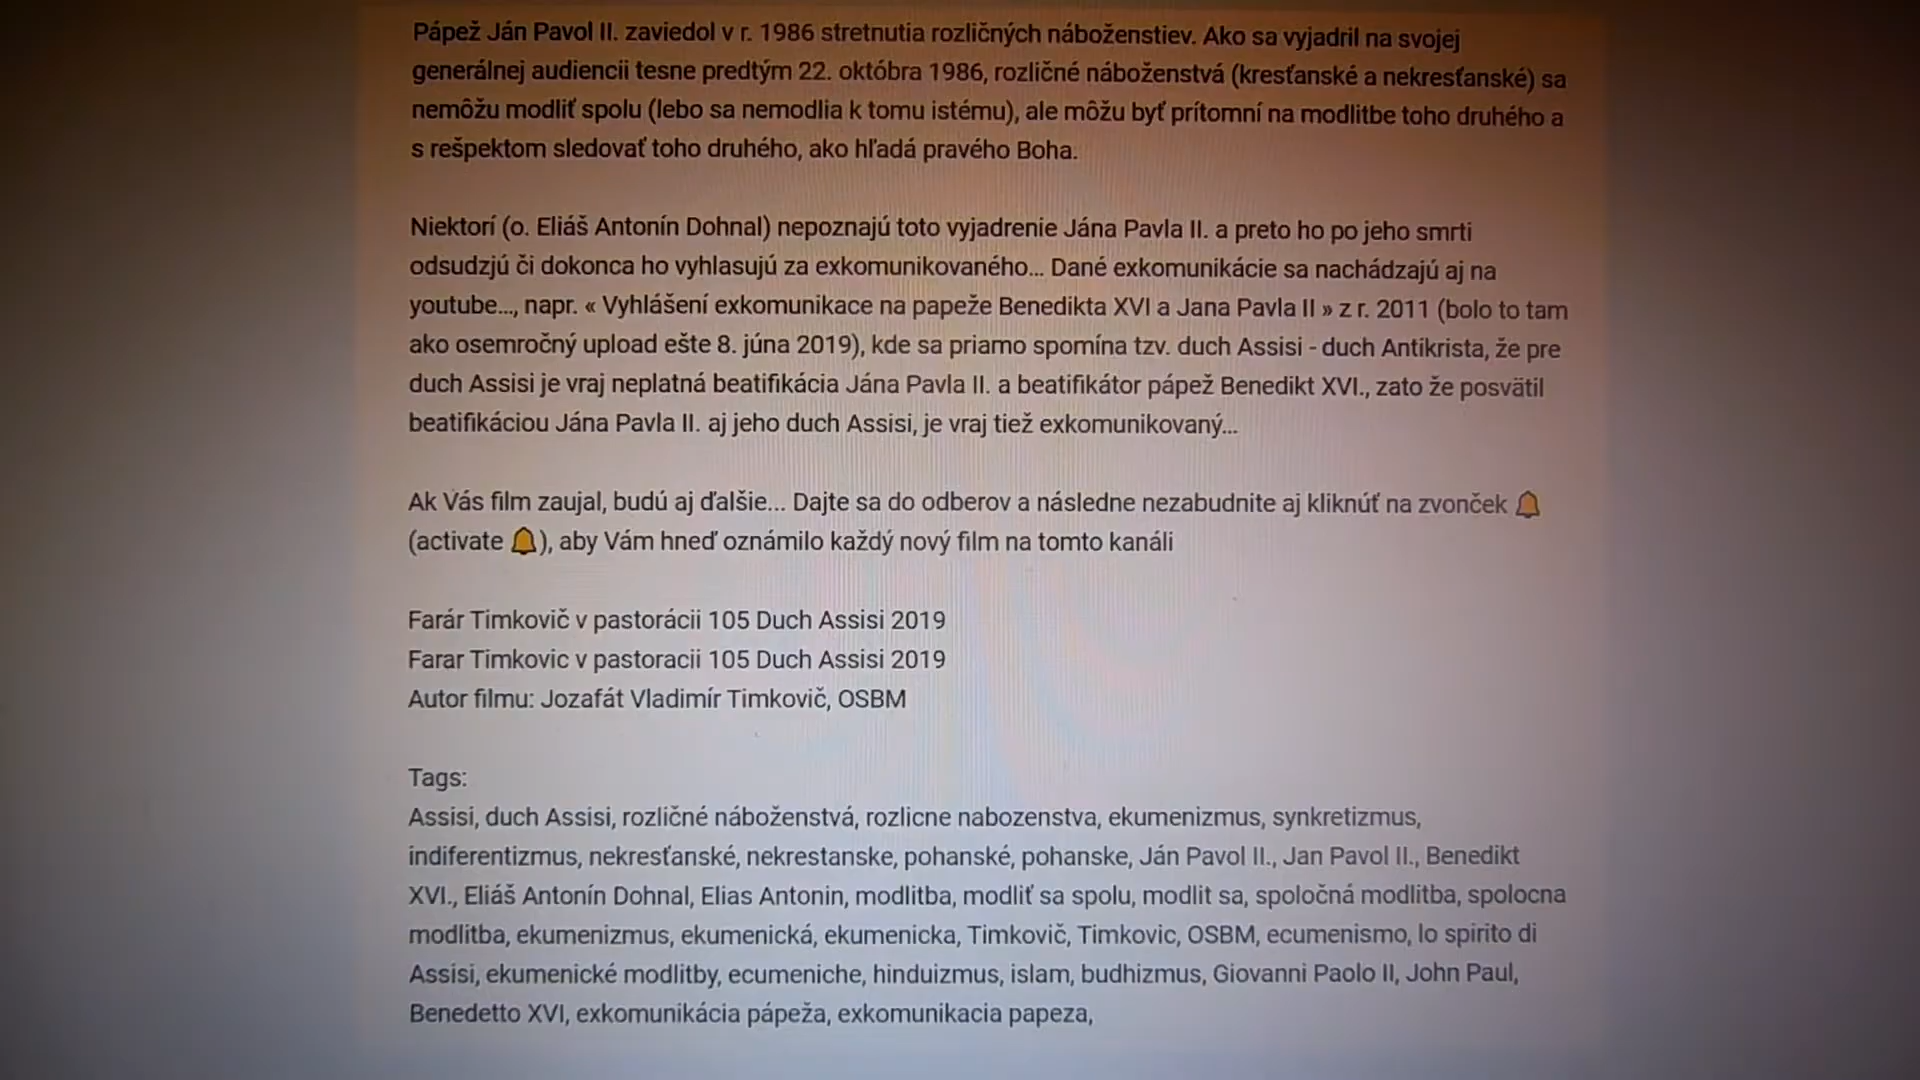 Pápež Ján Pavol II. zaviedol v r. 1986 stretnutia rozličných náboženstiev. Ako sa vyjadril na svojej
generálnej audiencii tesne predtým 22. októbra 1986, rozličné náboženstvá (kresťanské a nekresťanské) sa
nemôžu modliť spolu (lebo sa nemodlia k tomu istému), ale môžu byť prítomní na modlitbe toho druhého a
s rešpektom sledovať toho druhého, ako hľadá pravého Boha.
Niektorí (o. Eliáš Antonín Dohnal) nepoznajú toto vyjadrenie Jána Pavla II. a preto ho po jeho smrti
odsudzjú či dokonca ho vyhlasujú za exkomunikovaného... Dané exkomunikácie sa nachádzajú aj na
youtube..., napr. « Vyhlášení exkomunikace na papeže Benedikta XVI a Jana Pavla II » z r. 2011 (bolo to tam
ako osemročný upload ešte 8. júna 2019), kde sa priamo spomína tzv. duch Assisi - duch Antikrista, že pre
duch Assisi je vraj neplatná beatifikácia Jána Pavla II. a beatifikátor pápež Benedikt XVI., zato že posvätil
beatifikáciou Jána Pavla II. aj jeho duch Assisi, je vraj tiež exkomunikovaný...
Ak Vás film zaujal, budú aj ďalšie... Dajte sa do odberov a následne nezabudnite aj kliknúť na zvonček 🔔
(activate 🔔), aby Vám hneď oznámilo každý nový film na tomto kanáli
Farár Timkovič v pastorácii 105 Duch Assisi 2019
Farar Timkovic v pastoracii 105 Duch Assisi 2019
Autor filmu: Jozafát Vladimír Timkovič, OSBM
Tags:
Assisi, duch Assisi, rozličné náboženstvá, rozlicne nabozenstva, ekumenizmus, synkretizmus,
indiferentizmus, nekresťanské, nekrestanske, pohanské, pohanske, Ján Pavol II., Jan Pavol II., Benedikt
XVI., Eliáš Antonín Dohnal, Elias Antonin, modlitba, modliť sa spolu, modlit sa, spoločná modlitba, spolocna
modlitba, ekumenizmus, ekumenická, ekumenicka, Timkovič, Timkovic, OSBM, ecumenismo, lo spirito di
Assisi, ekumenické modlitby, ecumeniche, hinduizmus, islam, budhizmus, Giovanni Paolo II, John Paul,
Benedetto XVI, exkomunikácia pápeža, exkomunikacia papeza,